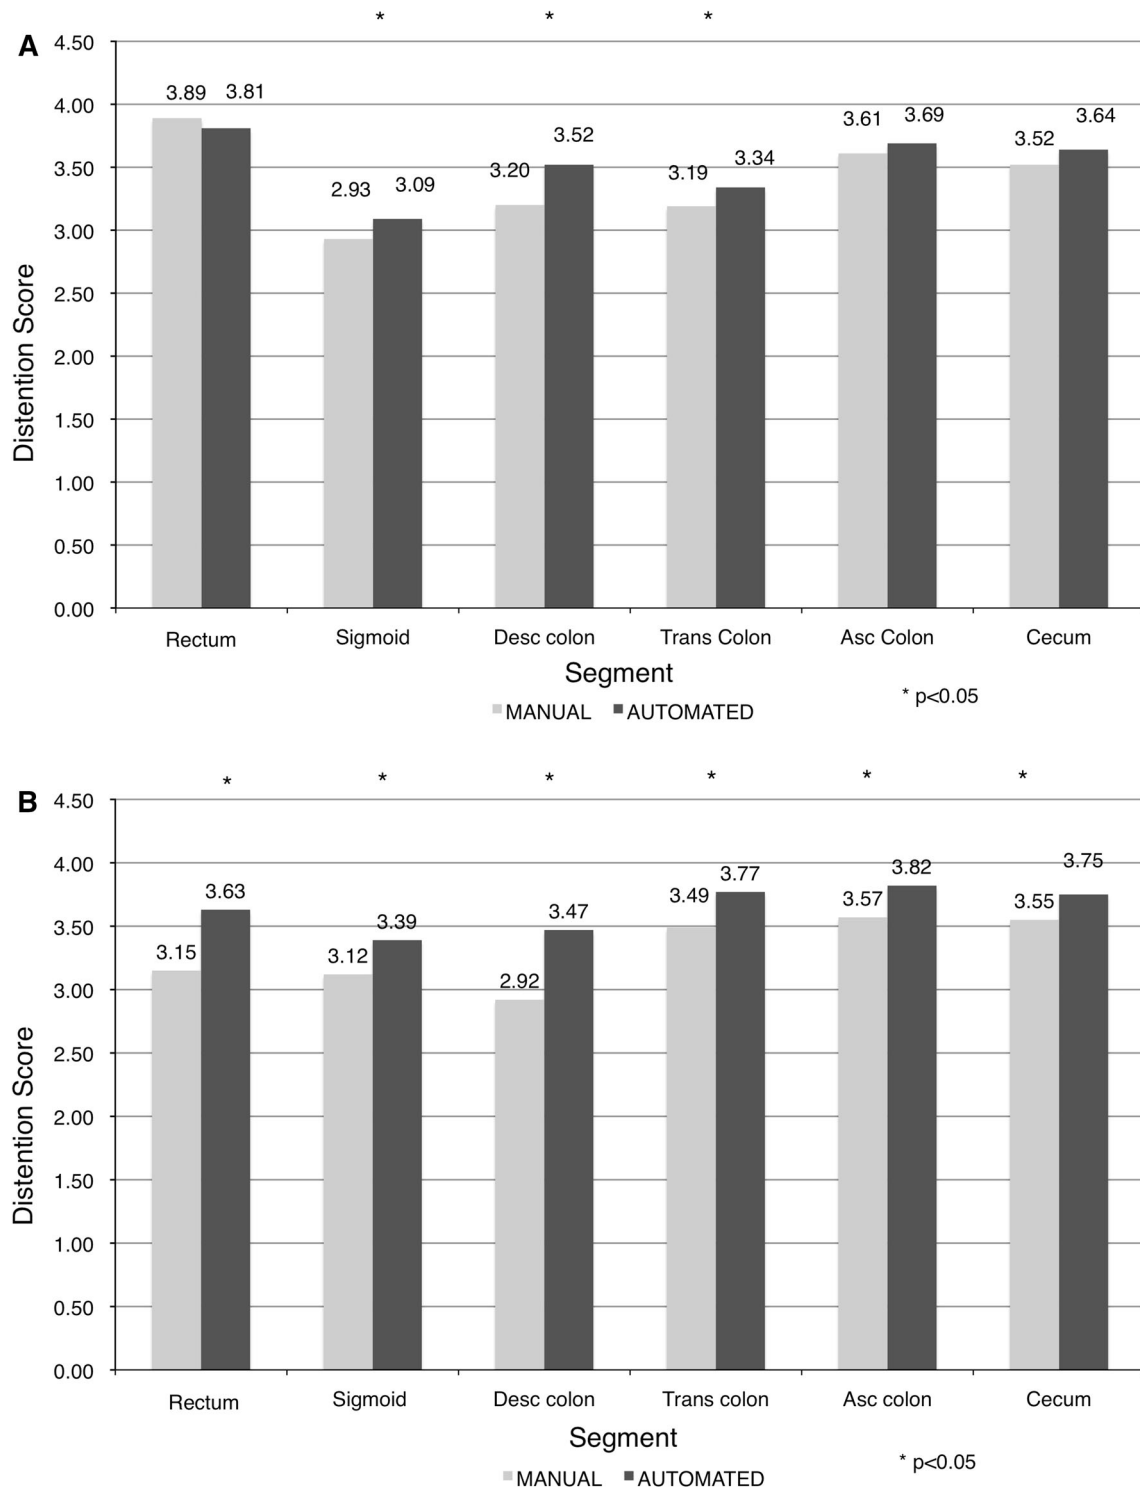 * * *
A
4.50
4.00
3.50
3.00
2.50
2.00
1.50
1.00
0.50
0.00
Distention Score
3.89 3.81
2.93 3.09
3.20 3.52
3.19 3.34
3.61 3.69
3.52 3.64
Rectum Sigmoid Desc colon Trans Colon Asc Colon Cecum
Segment
* p<0.05
MANUAL AUTOMATED
* * * * * *
B
4.50
4.00
3.50
3.00
2.50
2.00
1.50
1.00
0.50
0.00
Distention Score
3.15 3.63
3.12 3.39
2.92 3.47
3.49 3.77
3.57 3.82
3.55 3.75
Rectum Sigmoid Desc colon Trans colon Asc colon Cecum
Segment
* p<0.05
MANUAL AUTOMATED